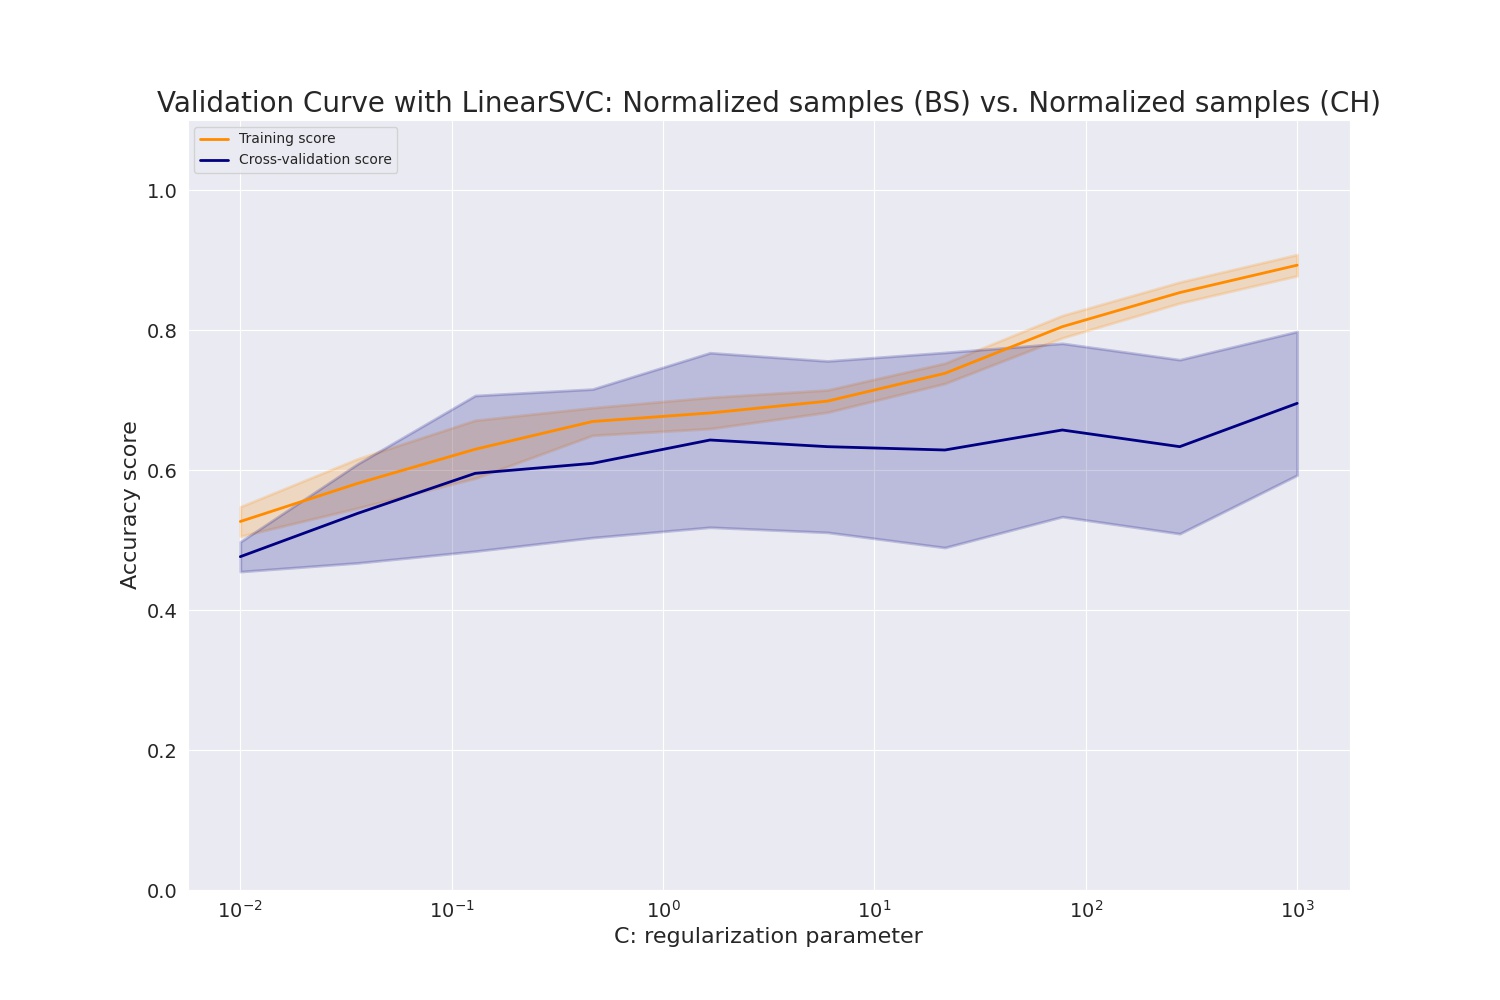 Validation Curve with LinearSVC: Normalized samples (BS) vs. Normalized samples (CH)
Training score
Cross-validation score
1.0
0.8
0.6
0.4
0.2
0.0
Accuracy score
10⁻² 10⁻¹ 10⁰ 10¹ 10² 10³
C: regularization parameter